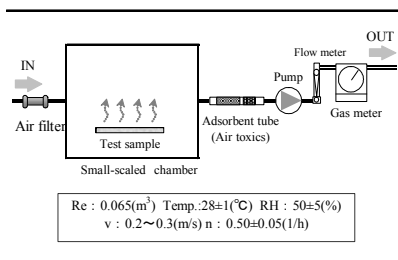 OUT
Flow meter
IN
Pump
Air filter
Test sample
Adsorbent tube
(Air toxics)
Gas meter
Small-scaled chamber
Re : 0.065(m³) Temp.:28±1(℃) RH : 50±5(%)
v : 0.2～0.3(m/s) n : 0.50±0.05(1/h)